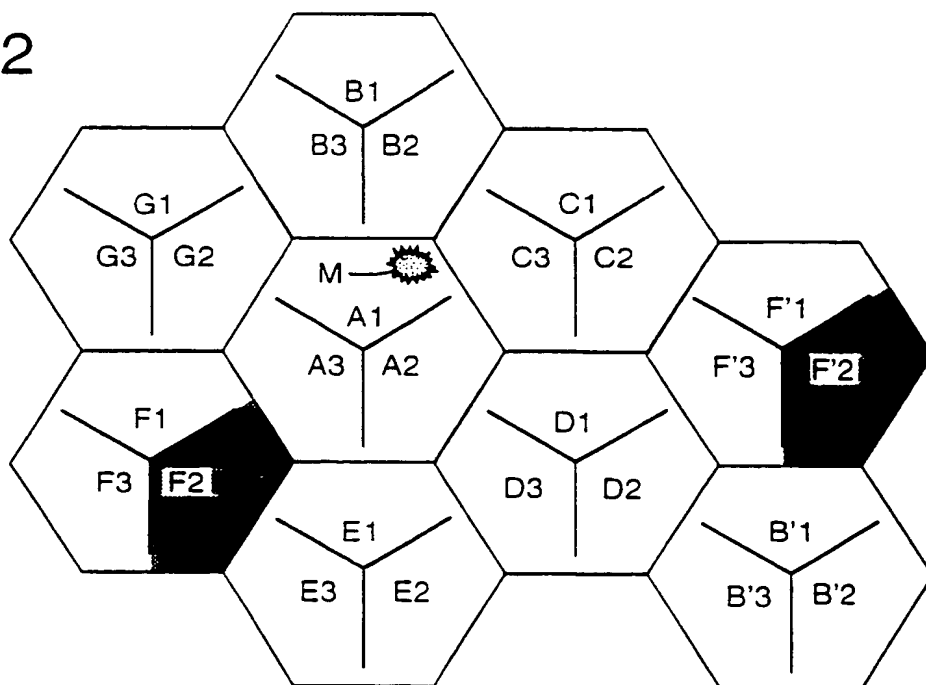 2
B1
B3 B2
G1
G3 G2
C1
C3 C2
M
A1
A3 A2
F'1
F'3 F'2
F1
F3 F2
D1
D3 D2
E1
E3 E2
B'1
B'3 B'2